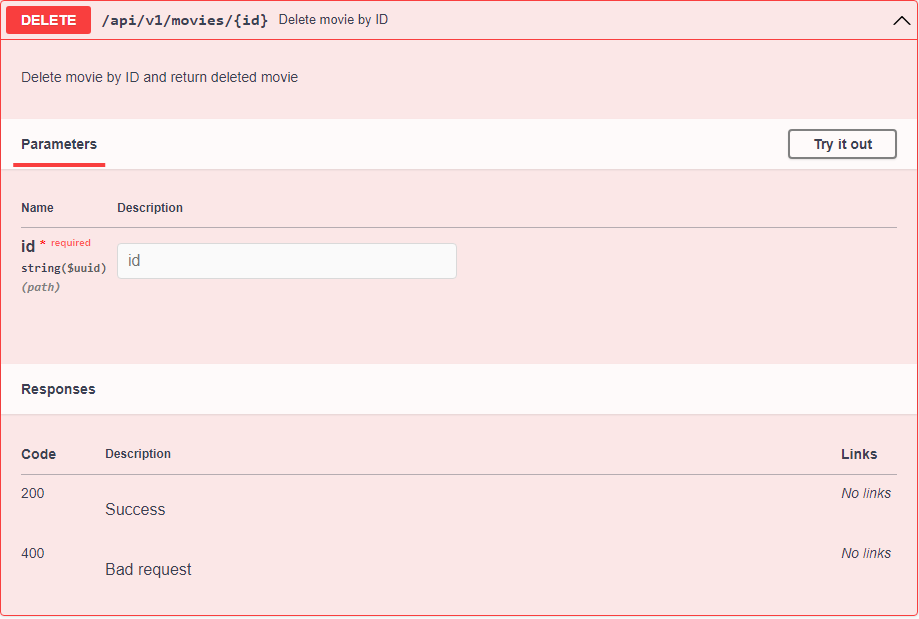 DELETE /api/v1/movies/{id} Delete movie by ID
Delete movie by ID and return deleted movie
Parameters Try it out
Name Description
id * required id
string($uuid)
(path)
Responses
Code Description Links
200 No links
Success
400 No links
Bad request